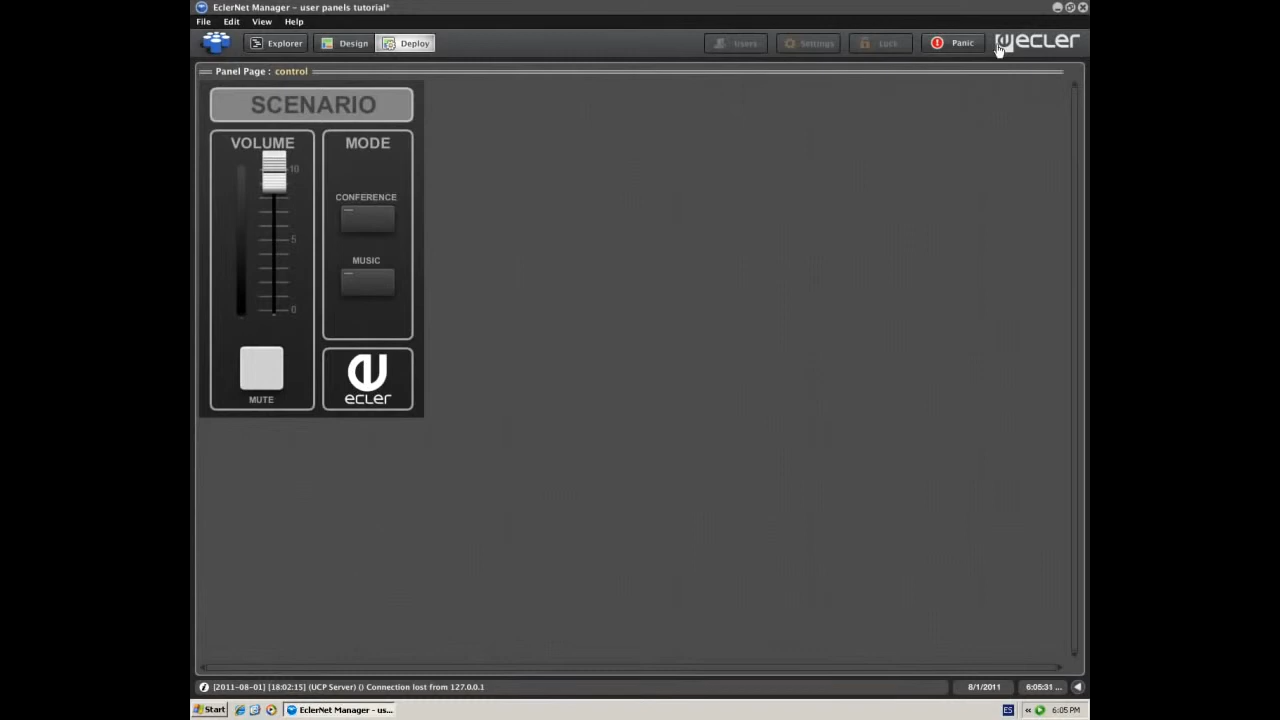 EclerNet Manager - user panels tutorial*
File Edit View Help
Explorer Design Deploy Users Settings Lock Panic ecler
Panel Page : control
SCENARIO
VOLUME
MODE
10
CONFERENCE
5
MUSIC
0
MUTE
ecler
[2011-08-01] [18:02:15] (UCP Server) () Connection lost from 127.0.0.1
8/1/2011
6:05:31 ...
Start
EclerNet Manager - us...
ES
«
6:05 PM